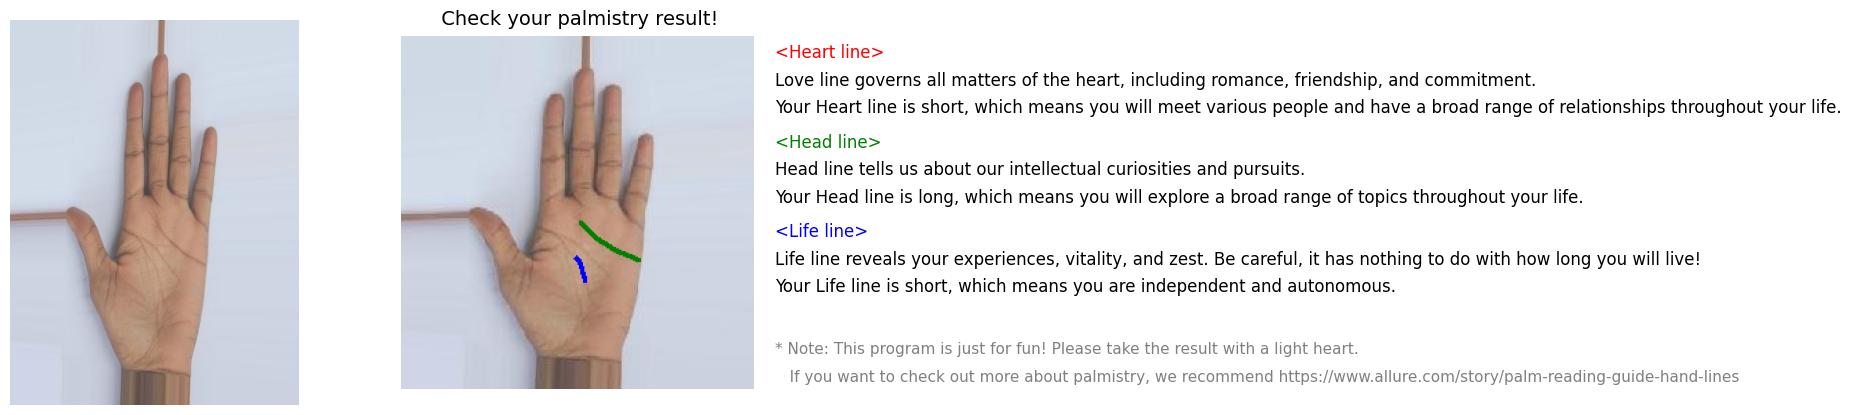 Check your palmistry result!
<Heart line>
Love line governs all matters of the heart, including romance, friendship, and commitment.
Your Heart line is short, which means you will meet various people and have a broad range of relationships throughout your life.
<Head line>
Head line tells us about our intellectual curiosities and pursuits.
Your Head line is long, which means you will explore a broad range of topics throughout your life.
<Life line>
Life line reveals your experiences, vitality, and zest. Be careful, it has nothing to do with how long you will live!
Your Life line is short, which means you are independent and autonomous.
* Note: This program is just for fun! Please take the result with a light heart.
If you want to check out more about palmistry, we recommend https://www.allure.com/story/palm-reading-guide-hand-lines